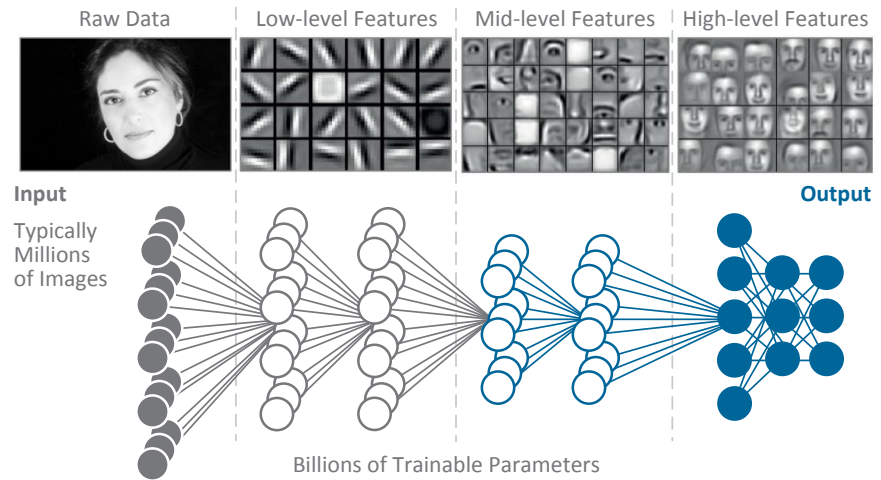 Raw Data
Low-level Features
Mid-level Features
High-level Features
Input
Output
Typically
Millions
of Images
Billions of Trainable Parameters